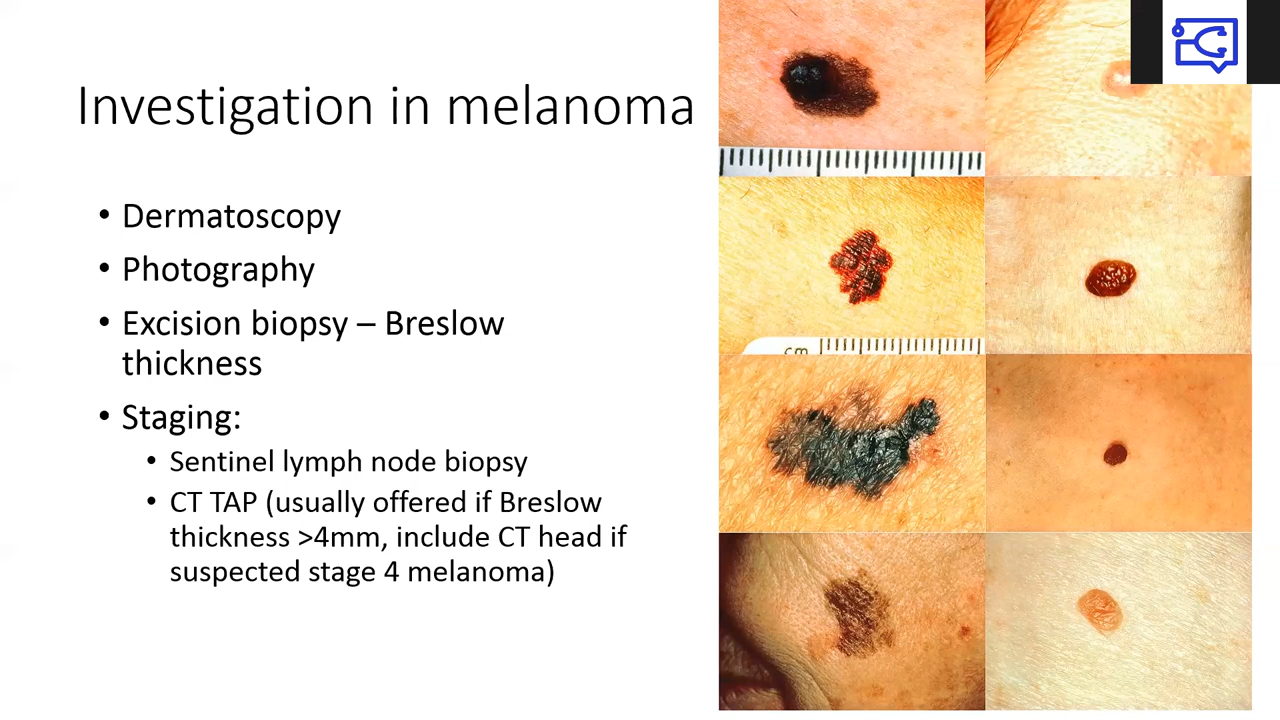 Investigation in melanoma
• Dermatoscopy
• Photography
• Excision biopsy – Breslow
thickness
• Staging:
• Sentinel lymph node biopsy
• CT TAP (usually offered if Breslow
thickness >4mm, include CT head if
suspected stage 4 melanoma)
cm